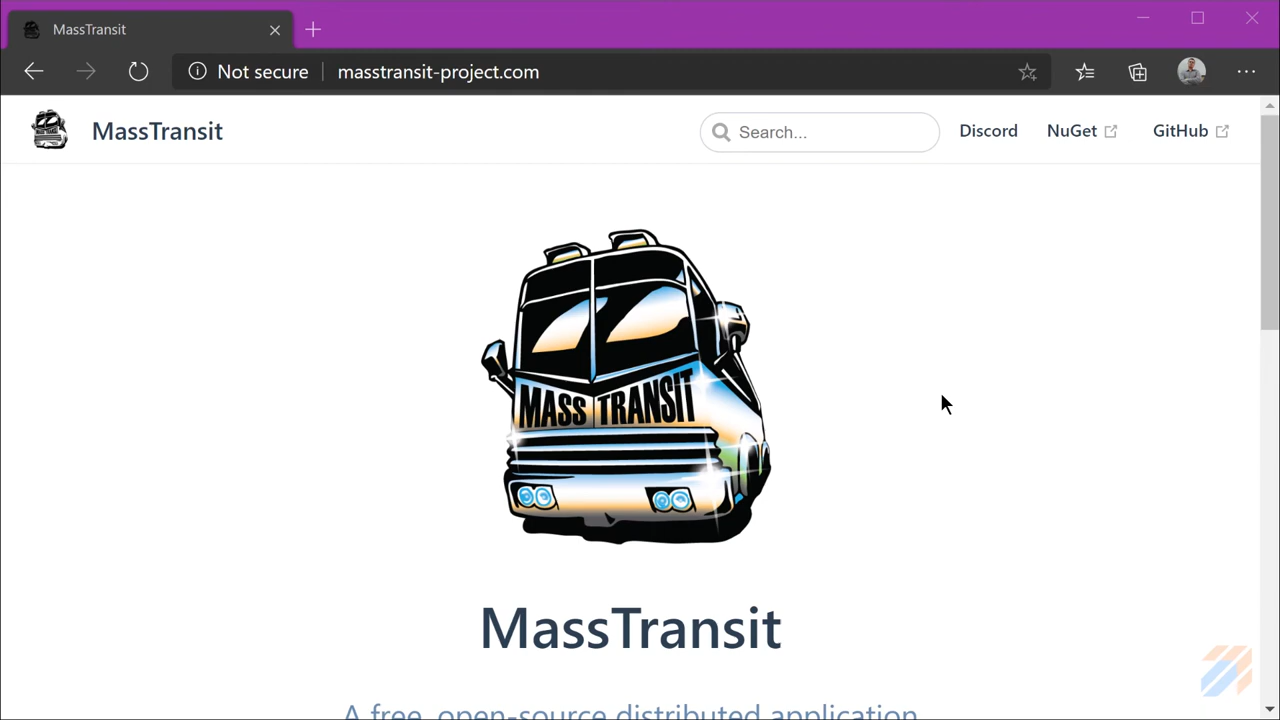 MassTransit
Not secure
masstransit-project.com
MassTransit
Search...
Discord
NuGet
GitHub
MASS TRANSIT
MassTransit
A free, open-source distributed application